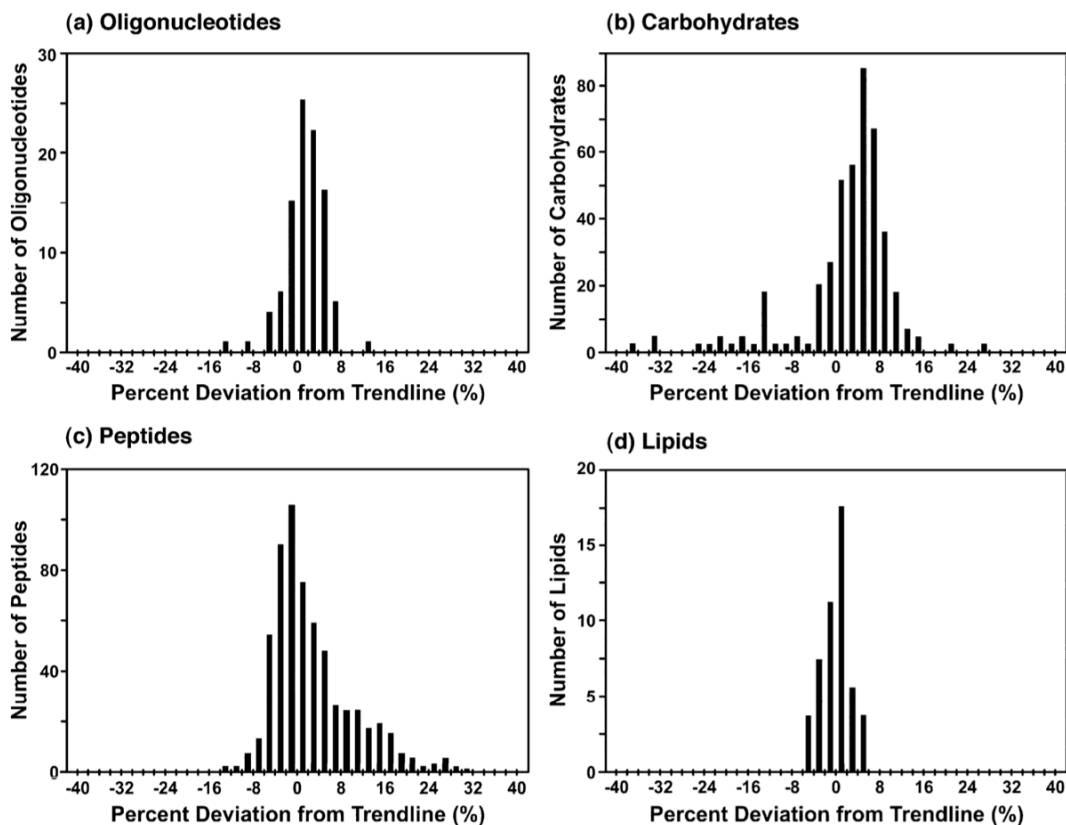 (a) Oligonucleotides
30
20
10
0
Number of Oligonucleotides
-40 -32 -24 -16 -8 0 8 16 24 32 40
Percent Deviation from Trendline (%)
(b) Carbohydrates
80
60
40
20
0
Number of Carbohydrates
-40 -32 -24 -16 -8 0 8 16 24 32 40
Percent Deviation from Trendline (%)
(c) Peptides
120
80
40
0
Number of Peptides
-40 -32 -24 -16 -8 0 8 16 24 32 40
Percent Deviation from Trendline (%)
(d) Lipids
20
15
10
5
0
Number of Lipids
-40 -32 -24 -16 -8 0 8 16 24 32 40
Percent Deviation from Trendline (%)